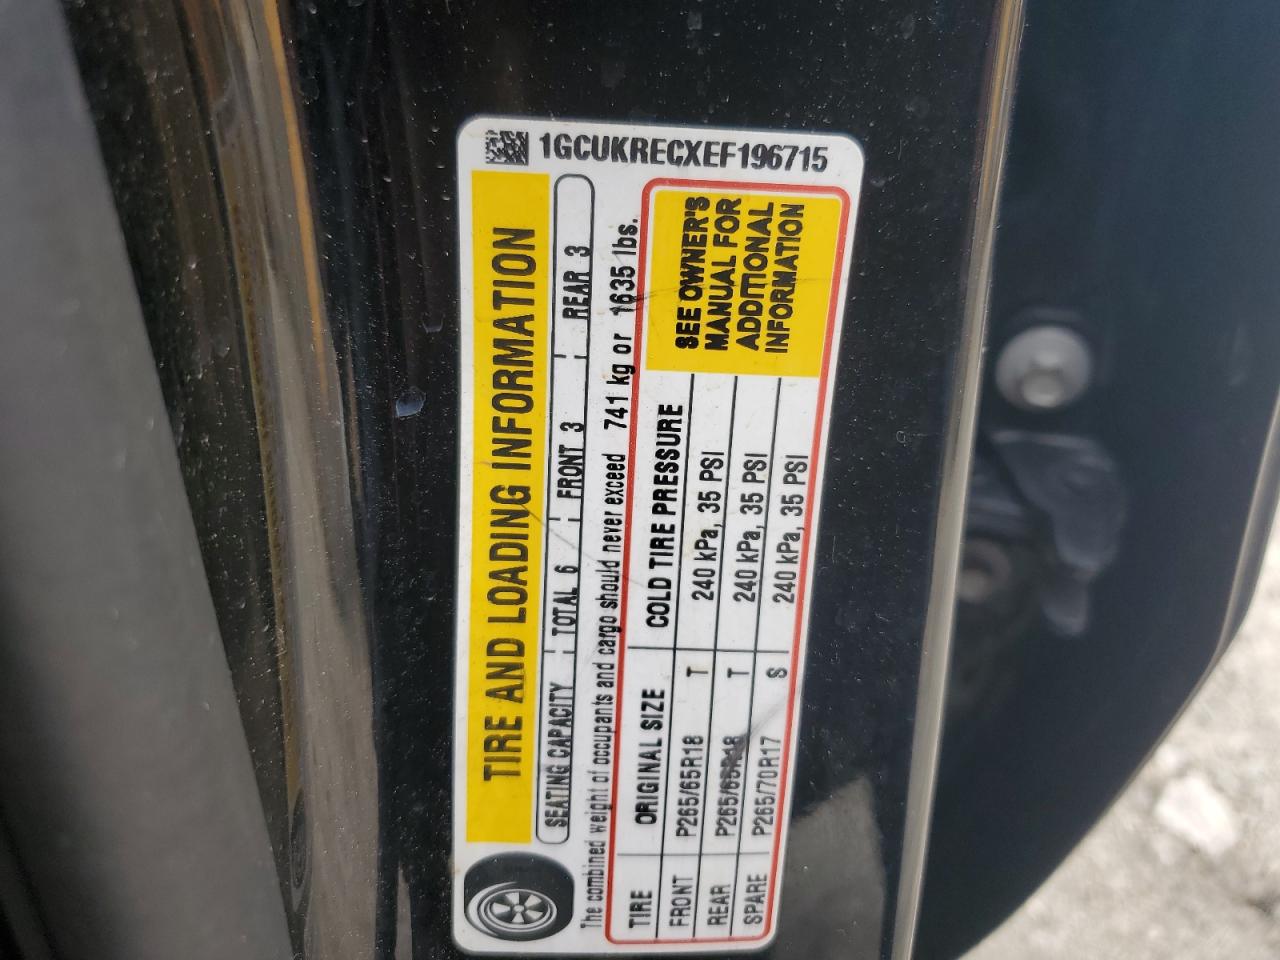 1GCUKRECXEF196715
TIRE AND LOADING INFORMATION
SEATING CAPACITY TOTAL 6 FRONT 3 REAR 3
The combined weight of occupants and cargo should never exceed 741 kg or 1635 lbs.
TIRE ORIGINAL SIZE COLD TIRE PRESSURE
FRONT P265/65R18 T 240 kPa, 35 PSI
REAR P265/65R18 T 240 kPa, 35 PSI
SPARE P265/70R17 S 240 kPa, 35 PSI
SEE OWNER'S
MANUAL FOR
ADDITIONAL
INFORMATION